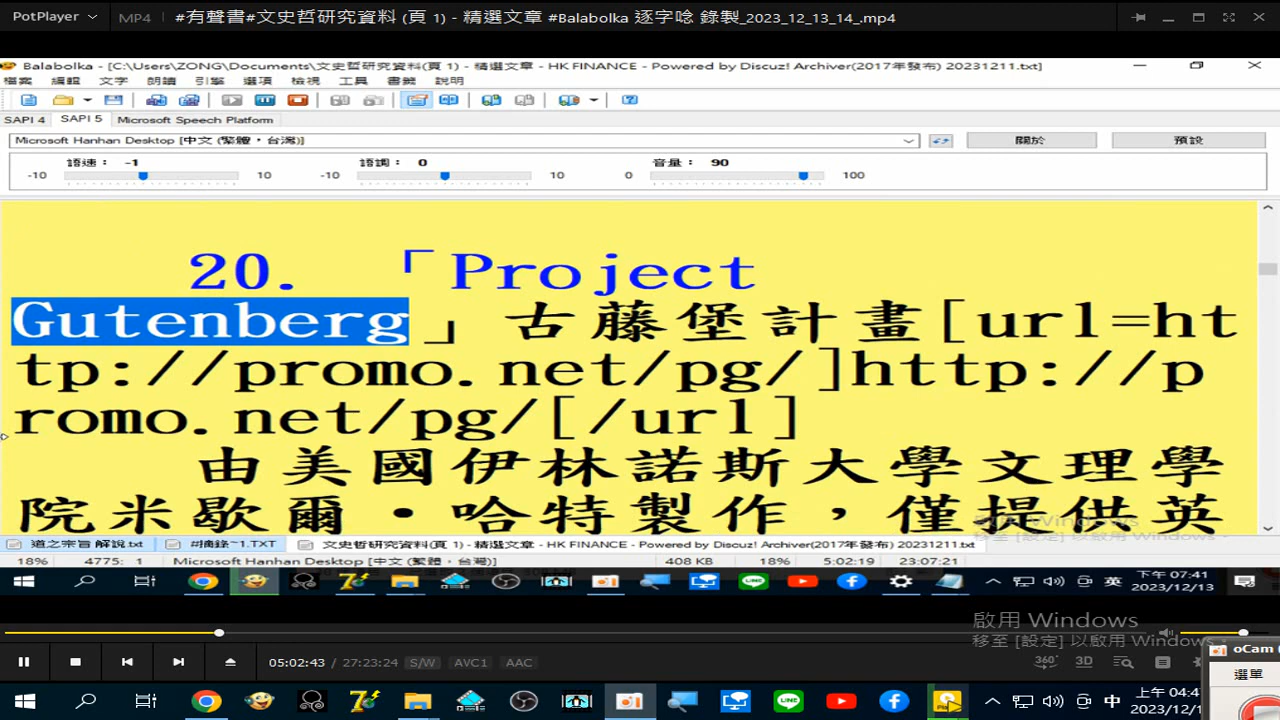 PotPlayer MP4 #有聲書#文史哲研究資料 (頁 1) - 精選文章 #Balabolka 逐字唸 錄製_2023_12_13_14_.mp4
Balabolka - [C:\Users\ZONG\Documents\文史哲研究資料(頁 1) - 精選文章 - HK FINANCE - Powered by Discuz! Archiver(2017年發布) 20231211.txt]
檔案 編輯 文字 朗讀 引擎 選項 檢視 工具 書籤 說明
SAPI 4 SAPI 5 Microsoft Speech Platform
Microsoft Hanhan Desktop [中文 (繁體，台灣)] 關於 預設
語速： -1 語調： 0 音量： 90
-10 10 -10 10 0 100
20. 「Project
Gutenberg」古藤堡計畫[url=ht
tp://promo.net/pg/]http://p
romo.net/pg/[/url]
由美國伊林諾斯大學文理學
院米歇爾・哈特製作，僅提供英
啟用 Windows
移至 [設定] 以啟用 Windows。
道之宗旨 解說.txt #摘錄~1.TXT 文史哲研究資料(頁 1) - 精選文章 - HK FINANCE - Powered by Discuz! Archiver(2017年發布) 20231211.txt
18% 4775: 1 Microsoft Hanhan Desktop [中文 (繁體，台灣)] 408 KB 18% 5:02:19 23:07:21
英 下午 07:41
2023/12/13
啟用 Windows
移至 [設定] 以啟用 Windows。
oCam (
05:02:43 / 27:23:24 S/W AVC1 AAC 360° 3D
選單
中 上午 04:4
2023/12/1